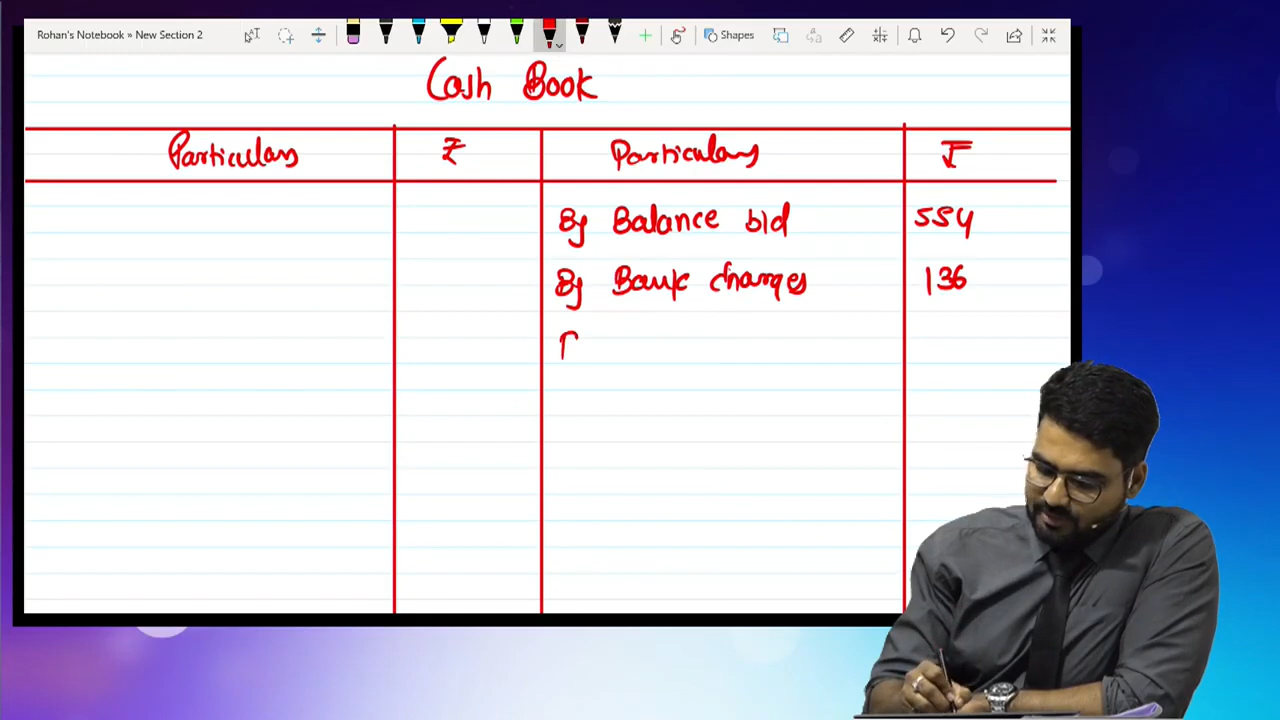 Rohan's Notebook » New Section 2
Shapes
Cash Book
Particulars ₹ Particulars ₹
By Balance b/d 554
By Bank charges 136